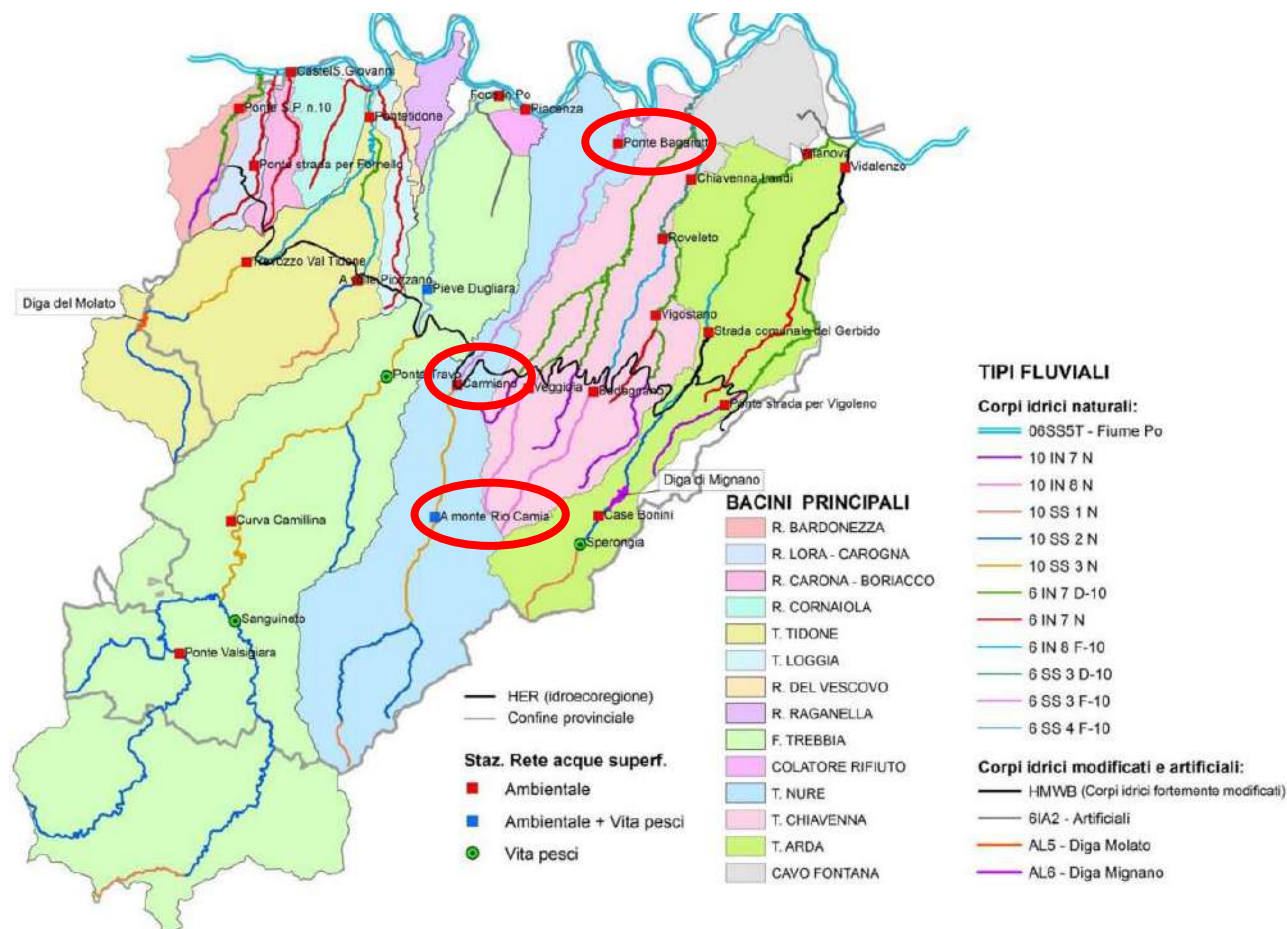 CastelS.Giovanni
Ponte S.P. n.10
Pontetidone
Foce in Po
Piacenza
Ponte Bagarotti
Ponte strada per Fornello
Vilanova
Vidalenzo
Chiavenna Landi
Roveleto
Diga del Molato
Pieve Dugliara
Vigostano
Strada comunale del Gerbido
Ponte Travo
Carmiano
Veggiola
Badagnano
Ponte strada per Vigoleno
Diga di Mignano
Curva Camillina
A monte Rio Camia
Case Bonini
Sperongia
Sanguineto
Ponte Valsigiara
HER (idroecoregione)
Confine provinciale
Staz. Rete acque superf.
Ambientale
Ambientale + Vita pesci
Vita pesci
BACINI PRINCIPALI
R. BARDONEZZA
R. LORA - CAROGNA
R. CARONA - BORIACCO
R. CORNAIOLA
T. TIDONE
T. LOGGIA
R. DEL VESCOVO
R. RAGANELLA
F. TREBBIA
COLATORE RIFIUTO
T. NURE
T. CHIAVENNA
T. ARDA
CAVO FONTANA
TIPI FLUVIALI
Corpi idrici naturali:
06SS5T - Fiume Po
10 IN 7 N
10 IN 8 N
10 SS 1 N
10 SS 2 N
10 SS 3 N
6 IN 7 D-10
6 IN 7 N
6 IN 8 F-10
6 SS 3 D-10
6 SS 3 F-10
6 SS 4 F-10
Corpi idrici modificati e artificiali:
HMWB (Corpi idrici fortemente modificati)
6IA2 - Artificiali
AL5 - Diga Molato
AL6 - Diga Mignano